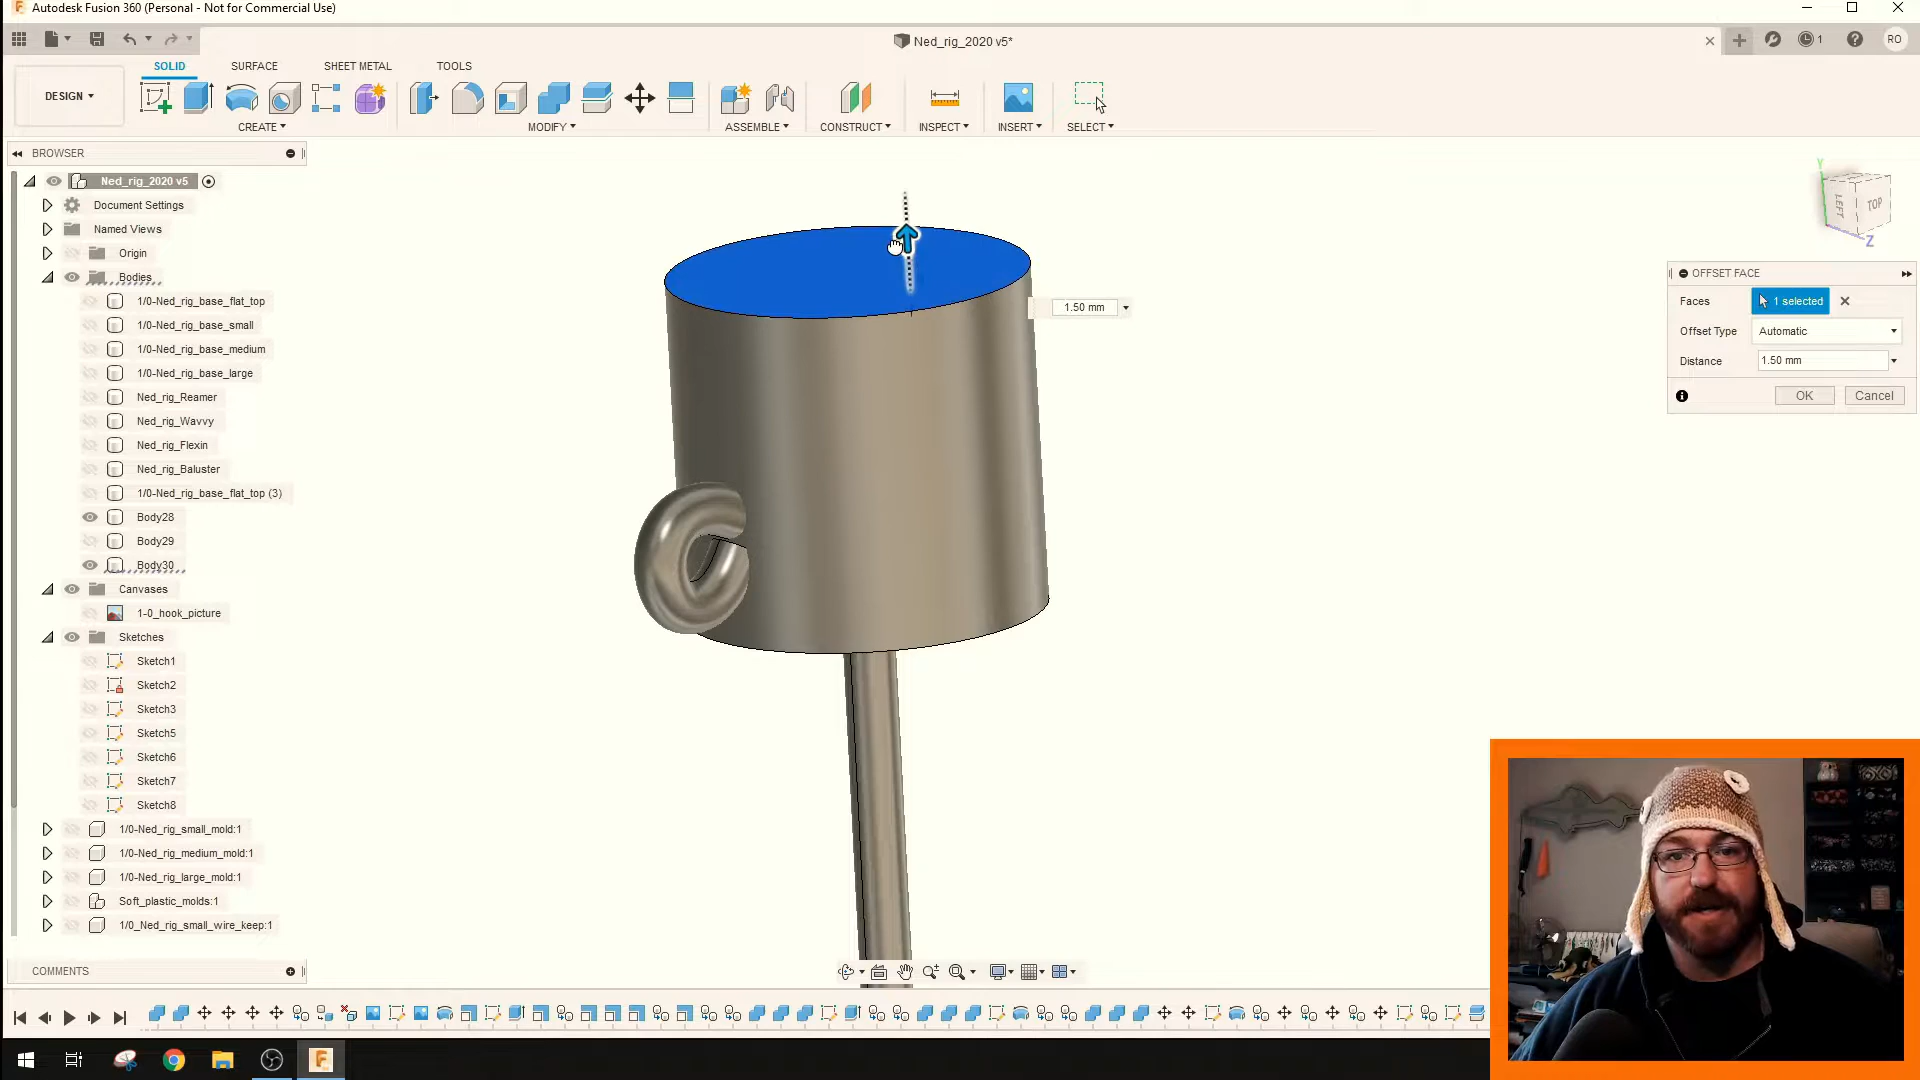 Autodesk Fusion 360 (Personal - Not for Commercial Use)
Ned_rig_2020 v5*
1
RO
DESIGN
SOLID
SURFACE
SHEET METAL
TOOLS
CREATE
MODIFY
ASSEMBLE
CONSTRUCT
INSPECT
INSERT
SELECT
BROWSER
Ned_rig_2020 v5
Document Settings
Named Views
Origin
Bodies
1/0-Ned_rig_base_flat_top
1/0-Ned_rig_base_small
1/0-Ned_rig_base_medium
1/0-Ned_rig_base_large
Ned_rig_Reamer
Ned_rig_Wavvy
Ned_rig_Flexin
Ned_rig_Baluster
1/0-Ned_rig_base_flat_top (3)
Body28
Body29
Body30
Canvases
1-0_hook_picture
Sketches
Sketch1
Sketch2
Sketch3
Sketch5
Sketch6
Sketch7
Sketch8
1/0-Ned_rig_small_mold:1
1/0-Ned_rig_medium_mold:1
1/0-Ned_rig_large_mold:1
Soft_plastic_molds:1
1/0_Ned_rig_small_wire_keep:1
COMMENTS
1.50 mm
Y
LEFT
TOP
Z
OFFSET FACE
Faces
1 selected
Offset Type
Automatic
Distance
1.50 mm
OK
Cancel